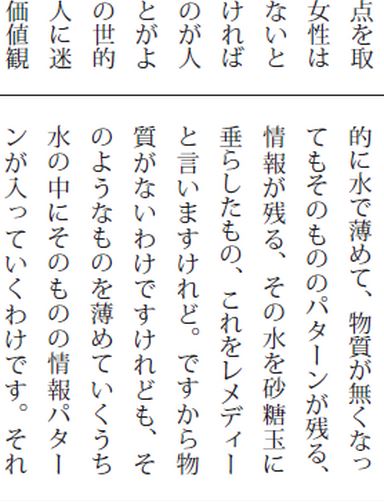 点を取
女性は
ないと
ければ
のが人
とがよ
の世的
人に迷
価値観
的に水で薄めて、物質が無くなっ
てもそのもののパターンが残る、
情報が残る、その水を砂糖玉に
垂らしたもの、これをレメディー
と言いますけれど。ですから物
質がないわけですけれども、そ
のようなものを薄めていくうち
水の中にそのものの情報パター
ンが入っていくわけです。それ